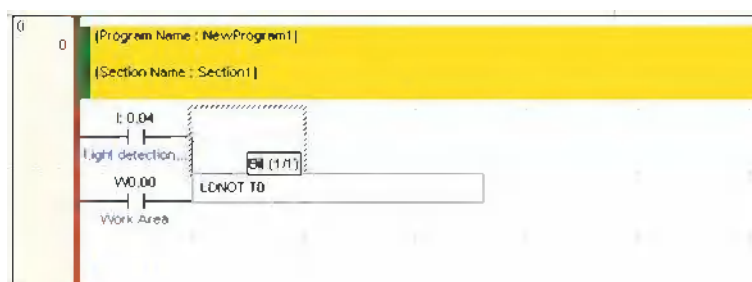 0
0
[Program Name : NewProgram1]
[Section Name : Section1]
I: 0.04
Light detection...
Bit (1/1)
W0.00
LDNOT T0
Work Area